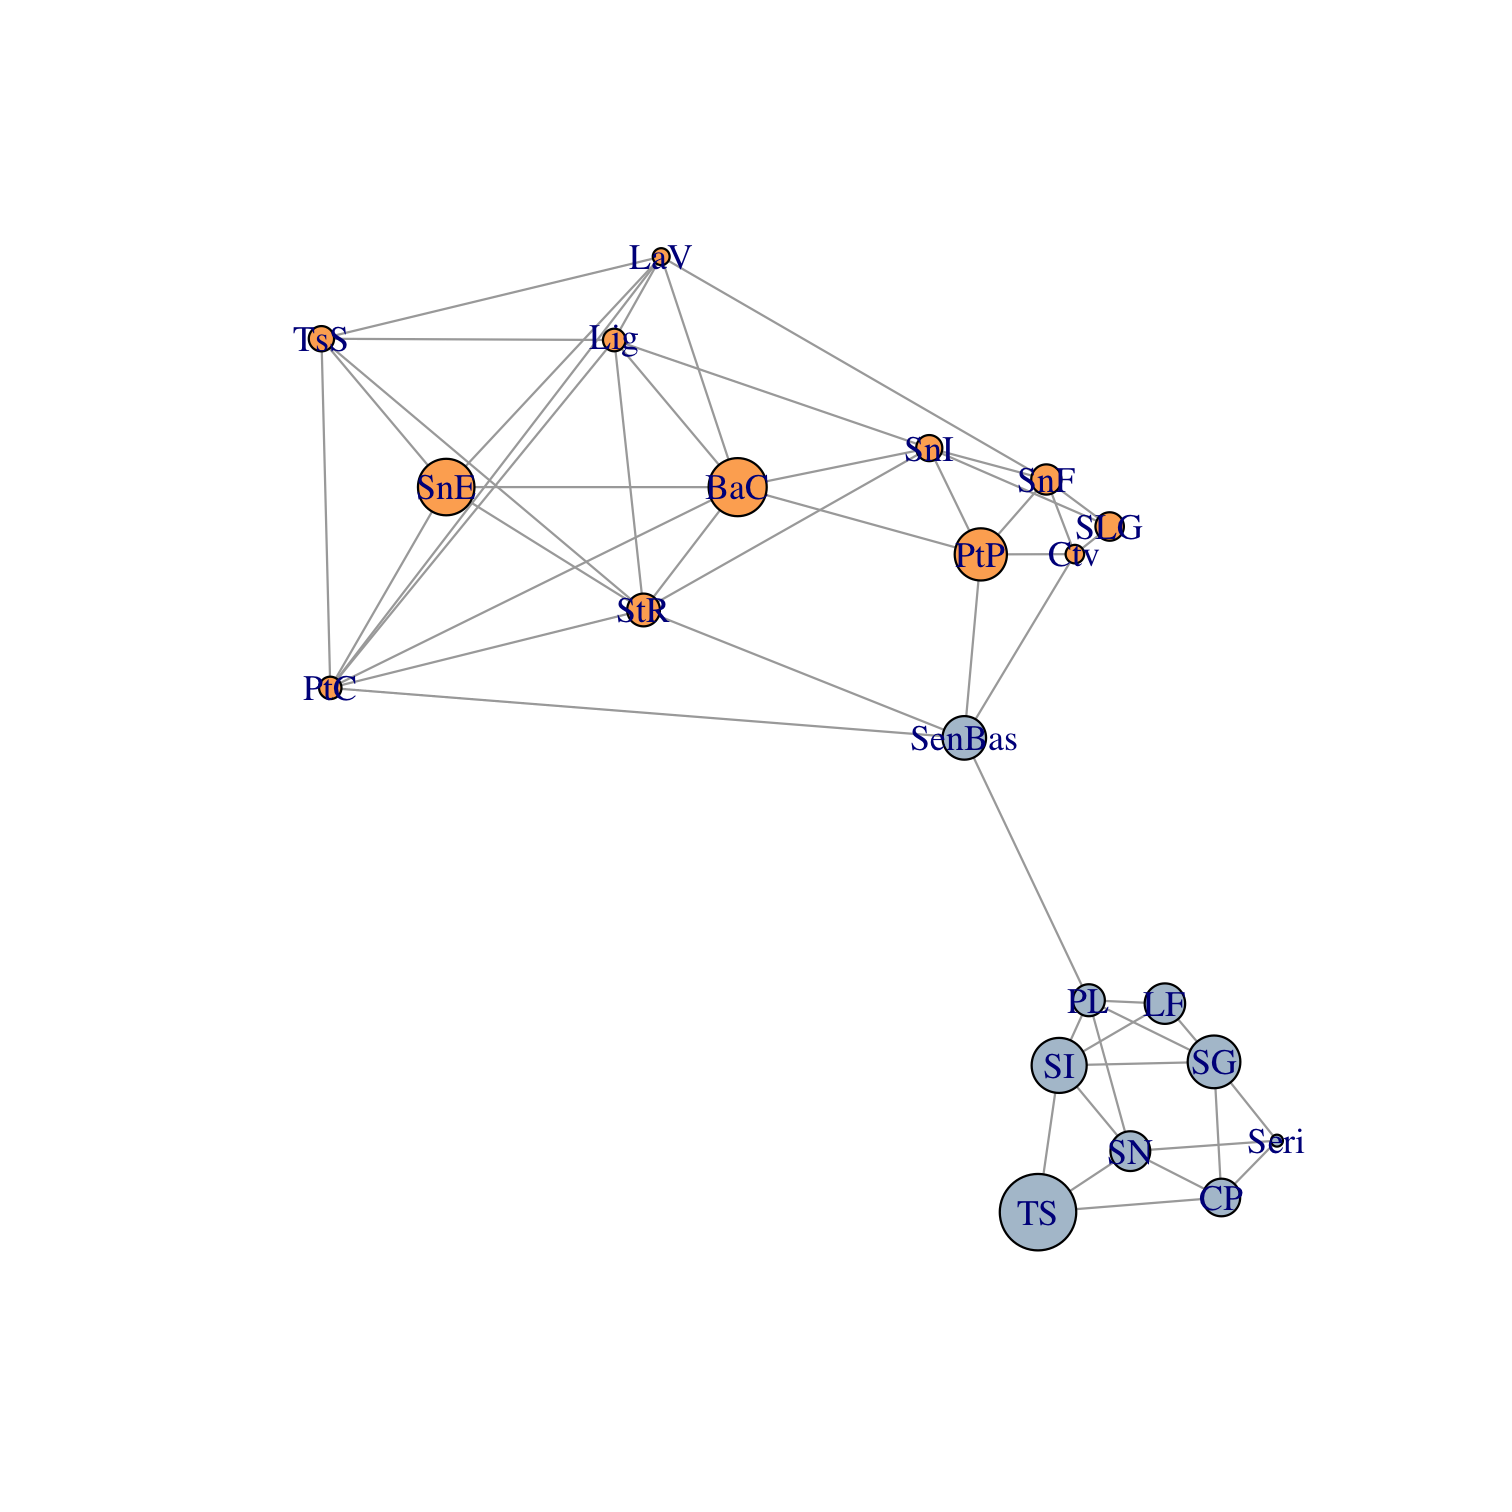 LaV
TsS
Lig
SnI
SnF
SnE
BaC
SLG
PtP
Ctv
StR
PtC
SenBas
PL
LF
SI
SG
Seri
SN
CP
TS